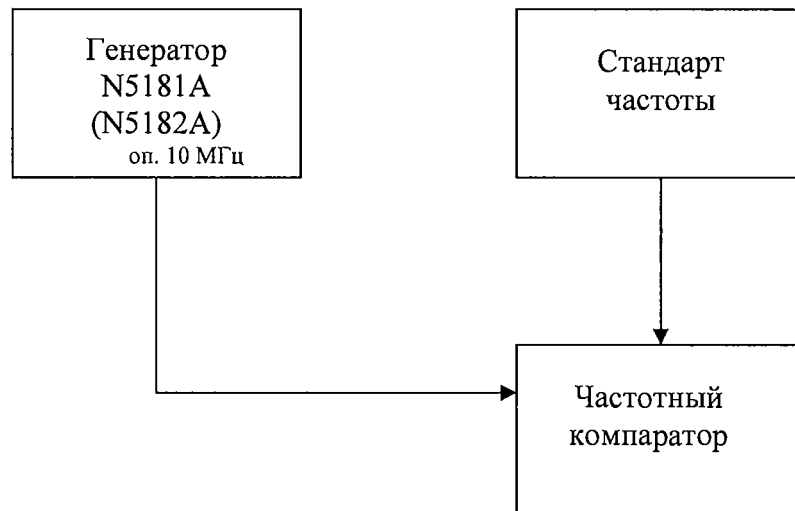 Генератор
N5181A
(N5182A)
оп. 10 МГц
Стандарт
частоты
Частотный
компаратор